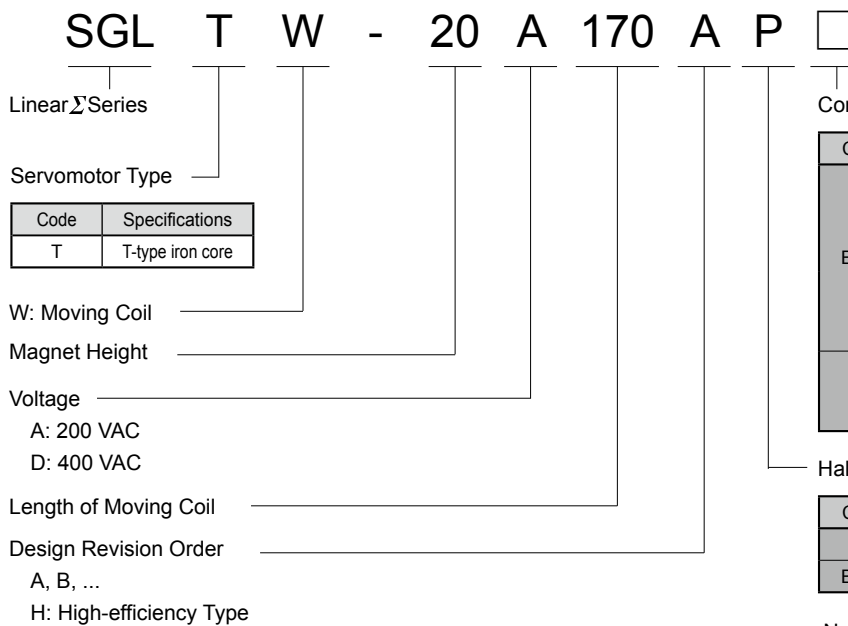 SGL T W - 20 A 170 A P
Linear Σ Series
Servomotor Type
Code Specifications
T T-type iron core
W: Moving Coil
Magnet Height
Voltage
A: 200 VAC
D: 400 VAC
Length of Moving Coil
Design Revision Order
A, B, ...
H: High-efficiency Type